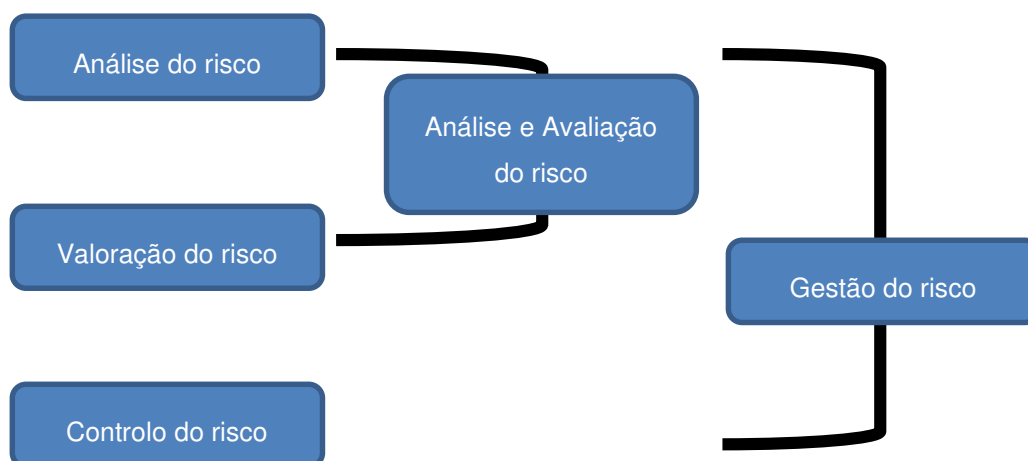 Análise do risco
Análise e Avaliação
do risco
Valoração do risco
Gestão do risco
Controlo do risco